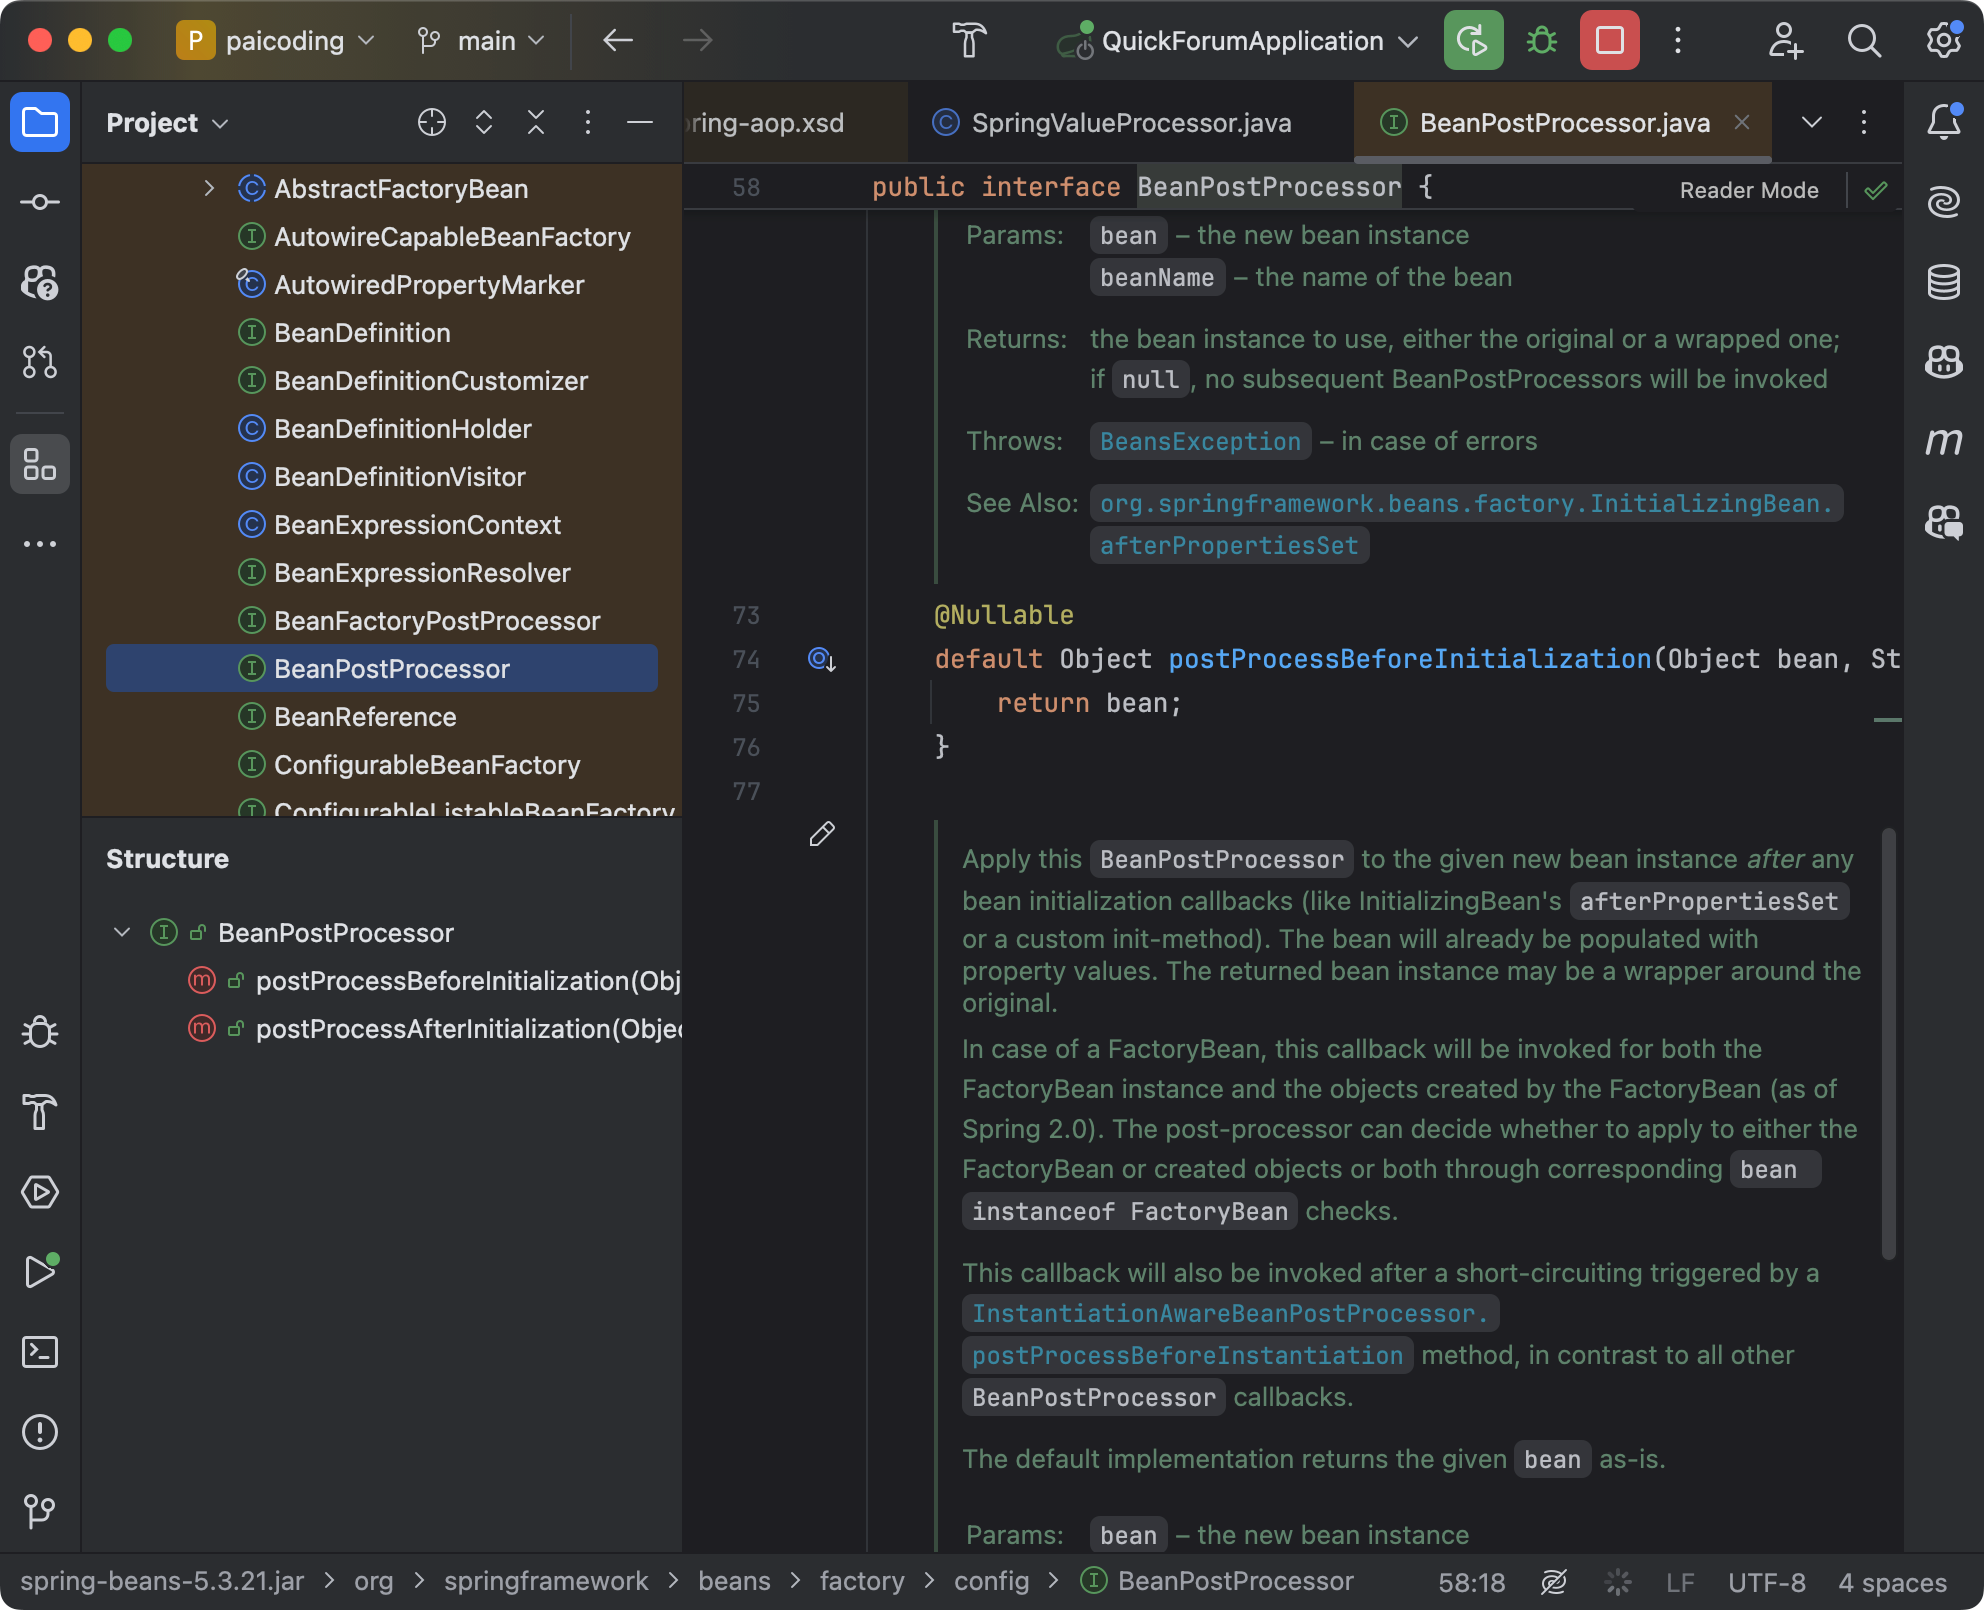 P paicoding main QuickForumApplication
Project
AbstractFactoryBean
AutowireCapableBeanFactory
AutowiredPropertyMarker
BeanDefinition
BeanDefinitionCustomizer
BeanDefinitionHolder
BeanDefinitionVisitor
BeanExpressionContext
BeanExpressionResolver
BeanFactoryPostProcessor
BeanPostProcessor
BeanReference
ConfigurableBeanFactory
ConfigurableListableBeanFactory
Structure
BeanPostProcessor
postProcessBeforeInitialization(Obj
postProcessAfterInitialization(Objec
ring-aop.xsd SpringValueProcessor.java BeanPostProcessor.java
58 public interface BeanPostProcessor { Reader Mode
Params: bean – the new bean instance
beanName – the name of the bean
Returns: the bean instance to use, either the original or a wrapped one;
if null, no subsequent BeanPostProcessors will be invoked
Throws: BeansException – in case of errors
See Also: org.springframework.beans.factory.InitializingBean.
afterPropertiesSet
73 @Nullable
74 default Object postProcessBeforeInitialization(Object bean, St
75 return bean;
76 }
77
Apply this BeanPostProcessor to the given new bean instance after any
bean initialization callbacks (like InitializingBean's afterPropertiesSet
or a custom init-method). The bean will already be populated with
property values. The returned bean instance may be a wrapper around the
original.
In case of a FactoryBean, this callback will be invoked for both the
FactoryBean instance and the objects created by the FactoryBean (as of
Spring 2.0). The post-processor can decide whether to apply to either the
FactoryBean or created objects or both through corresponding bean
instanceof FactoryBean checks.
This callback will also be invoked after a short-circuiting triggered by a
InstantiationAwareBeanPostProcessor.
postProcessBeforeInstantiation method, in contrast to all other
BeanPostProcessor callbacks.
The default implementation returns the given bean as-is.
Params: bean – the new bean instance
spring-beans-5.3.21.jar > org > springframework > beans > factory > config > BeanPostProcessor 58:18 LF UTF-8 4 spaces